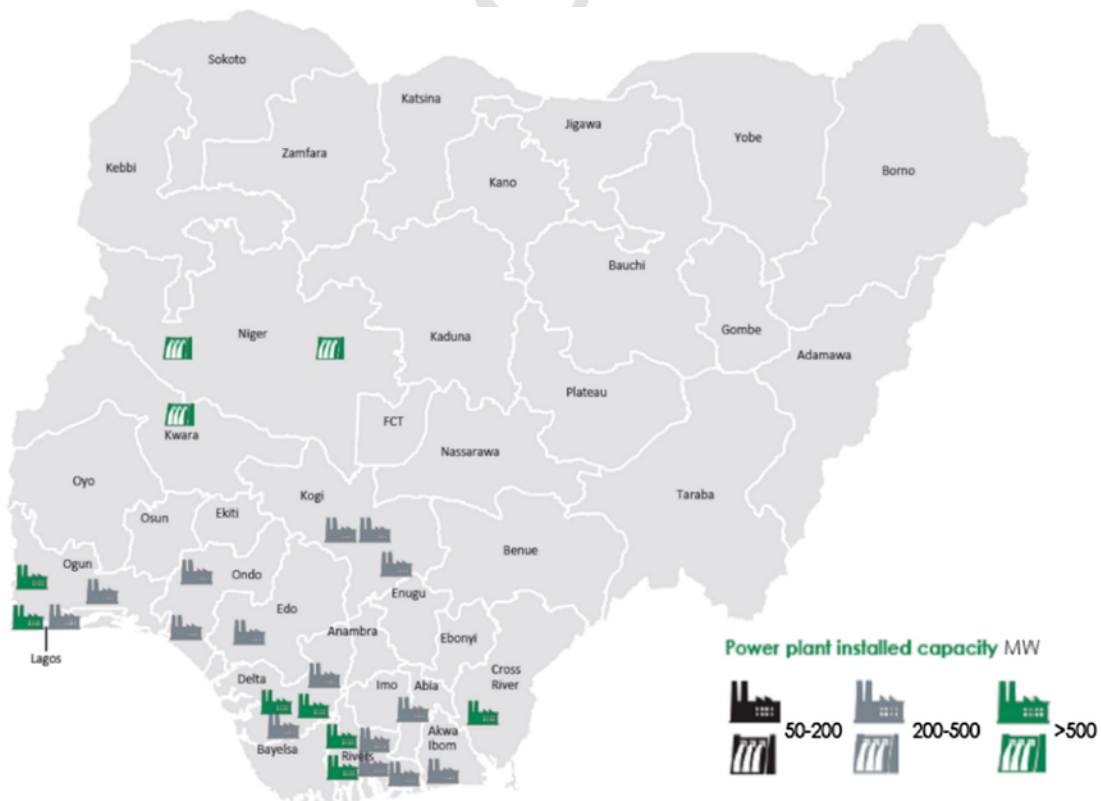 Sokoto
Katsina
Jigawa
Yobe
Zamfara
Kebbi
Kano
Borno
Bauchi
Niger
Kaduna
Gombe
Adamawa
Plateau
FCT
Kwara
Nassarawa
Oyo
Kogi
Taraba
Osun
Ekiti
Benue
Ogun
Ondo
Enugu
Edo
Anambra
Ebonyi
Lagos
Delta
Imo
Abia
Cross
River
Akwa
Ibom
Bayelsa
Rivers
Power plant installed capacity MW
50-200
200-500
>500